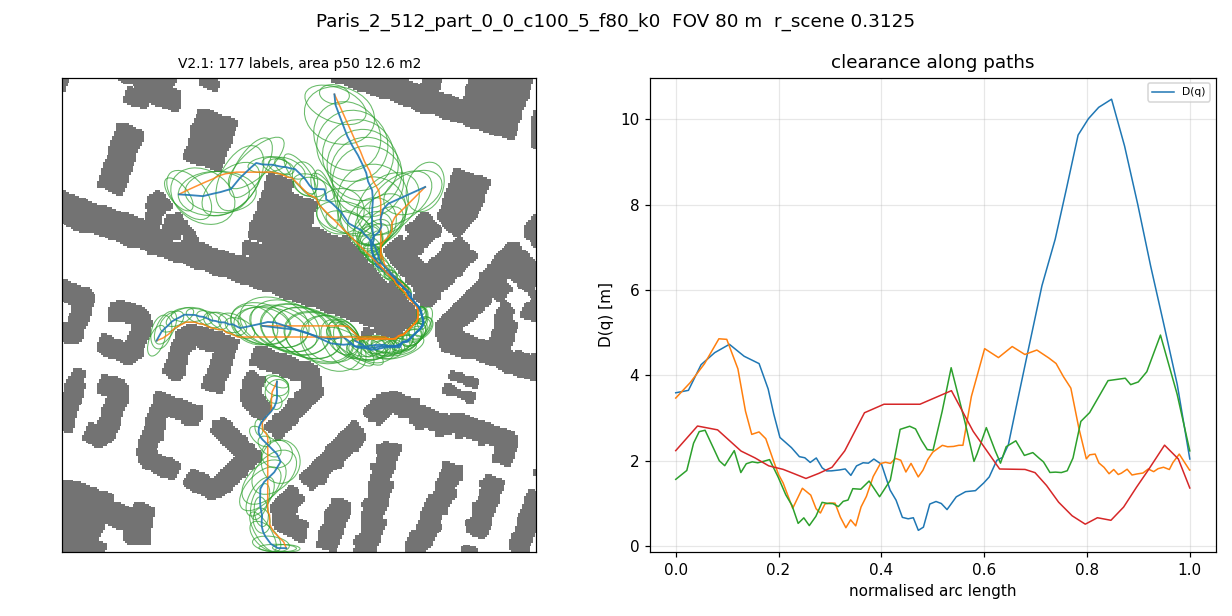 Paris_2_512_part_0_0_c100_5_f80_k0  FOV 80 m  r_scene 0.3125
V2.1: 177 labels, area p50 12.6 m2
clearance along paths
D(q)
D(q) [m]
10
8
6
4
2
0
0.0 0.2 0.4 0.6 0.8 1.0
normalised arc length